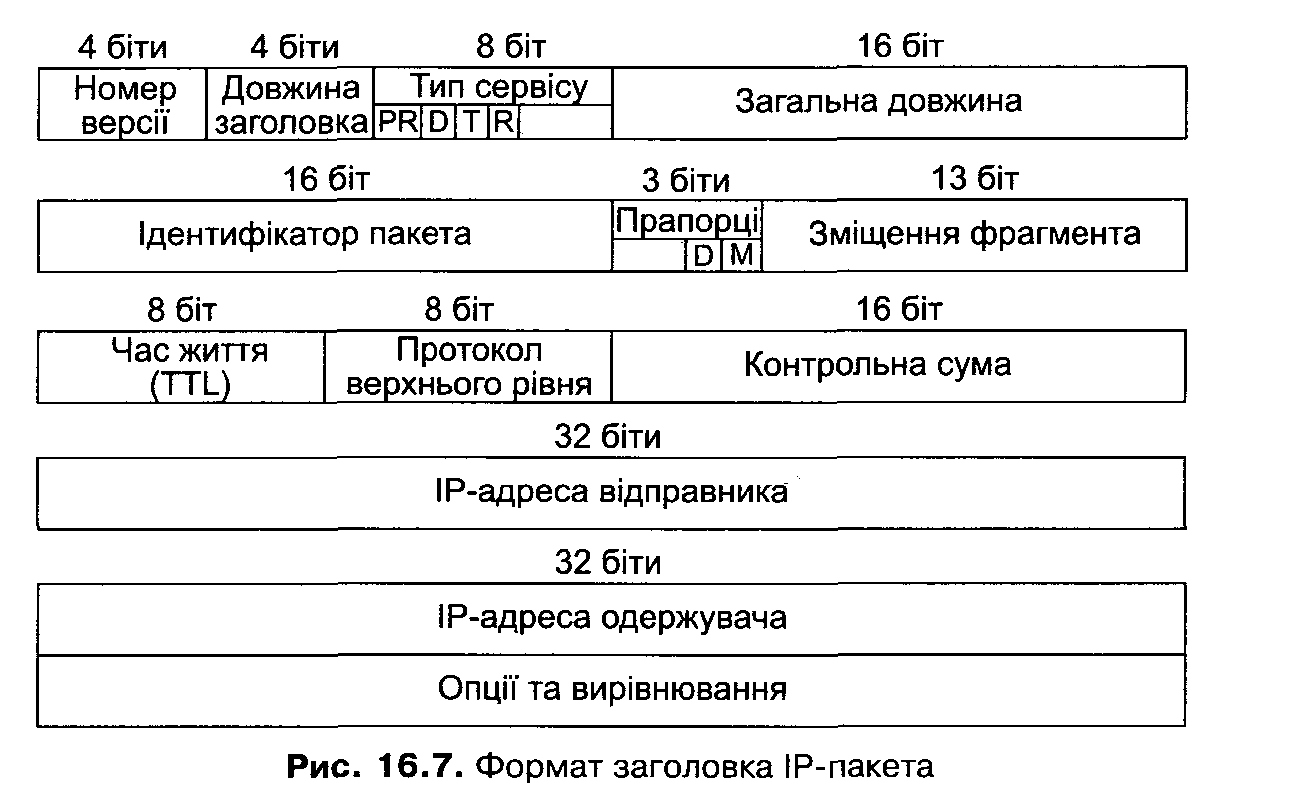 4 біти 4 біти 8 біт 16 біт
Номер версії
Довжина заголовка
Тип сервісу
PR D T R
Загальна довжина
16 біт 3 біти 13 біт
Ідентифікатор пакета
Прапорці
D M
Зміщення фрагмента
8 біт 8 біт 16 біт
Час життя
(TTL)
Протокол
верхнього рівня
Контрольна сума
32 біти
IP-адреса відправника
32 біти
IP-адреса одержувача
Опції та вирівнювання
Рис. 16.7. Формат заголовка IP-пакета